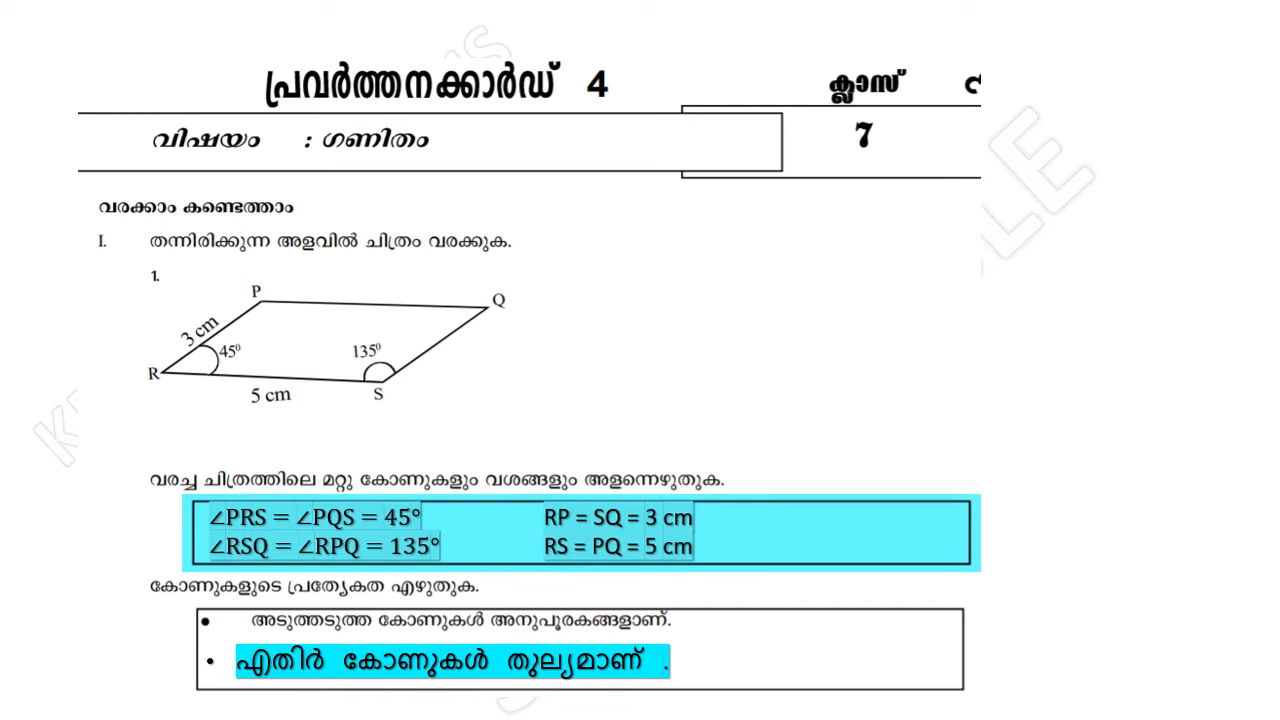 പ്രവർത്തനക്കാർഡ് 4
ക്ലാസ്
വിഷയം : ഗണിതം
7
വരക്കാം കണ്ടെത്താം
I. തന്നിരിക്കുന്ന അളവിൽ ചിത്രം വരക്കുക.
1.
P
Q
3 cm
45⁰
135⁰
R
5 cm
S
വരച്ച ചിത്രത്തിലെ മറ്റു കോണുകളും വശങ്ങളും അളന്നെഴുതുക.
∠PRS = ∠PQS = 45° RP = SQ = 3 cm
∠RSQ = ∠RPQ = 135° RS = PQ = 5 cm
കോണുകളുടെ പ്രത്യേകത എഴുതുക.
● അടുത്തടുത്ത കോണുകൾ അനുപൂരകങ്ങളാണ്.
• എതിർ കോണുകൾ തുല്യമാണ് .